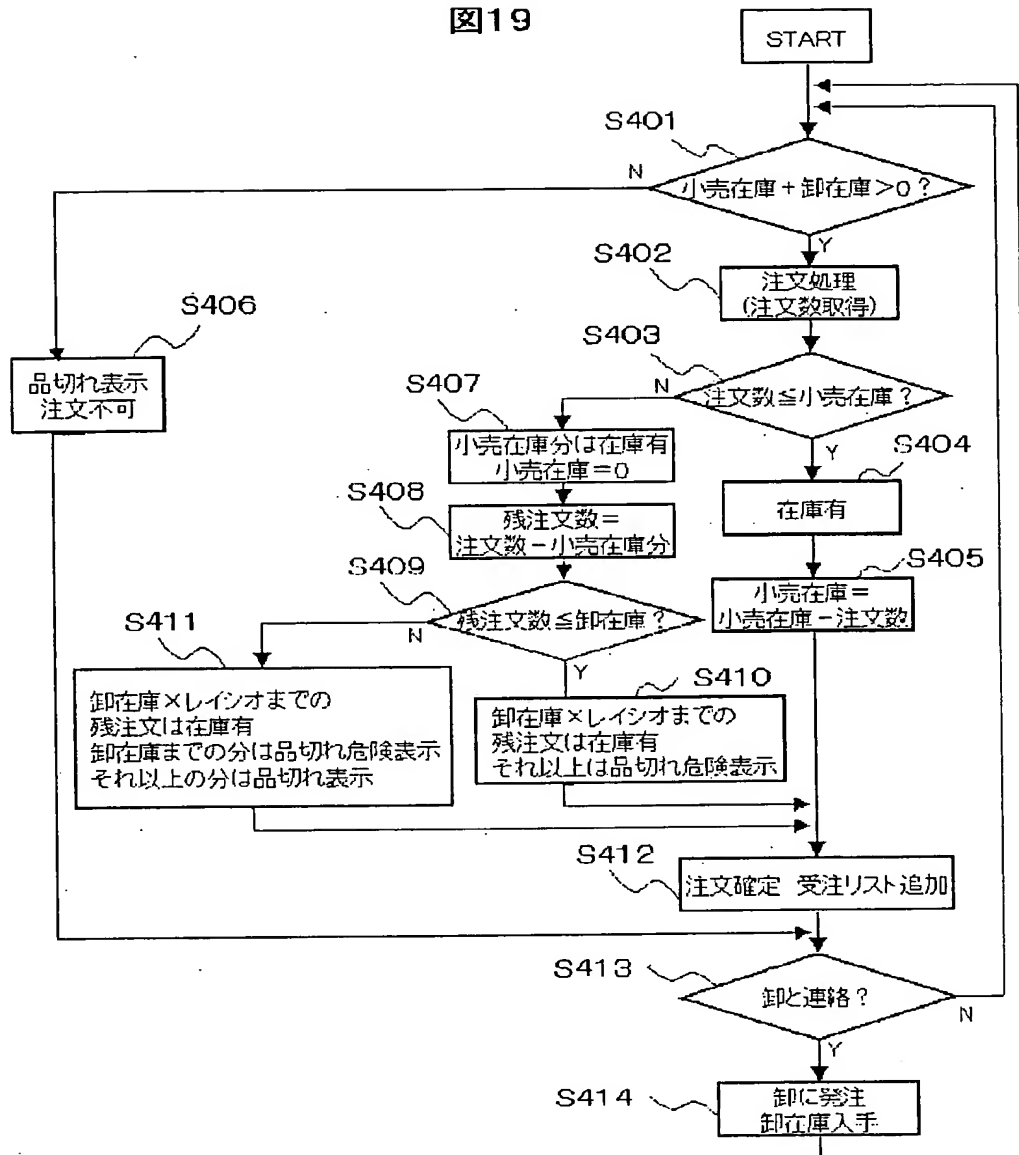 図19
START
S401
小売在庫+卸在庫>0?
N
Y
S402
注文処理
(注文数取得)
S406
品切れ表示
注文不可
S403
注文数≦小売在庫?
N
Y
S407
小売在庫分は在庫有
小売在庫=0
S404
在庫有
S408
残注文数=
注文数-小売在庫分
S405
小売在庫=
小売在庫-注文数
S409
残注文数≦卸在庫?
N
Y
S411
卸在庫×レイシオまでの
残注文は在庫有
卸在庫までの分は品切れ危険表示
それ以上の分は品切れ表示
S410
卸在庫×レイシオまでの
残注文は在庫有
それ以上は品切れ危険表示
S412
注文確定 受注リスト追加
S413
卸と連絡?
N
Y
S414
卸に発注
卸在庫入手